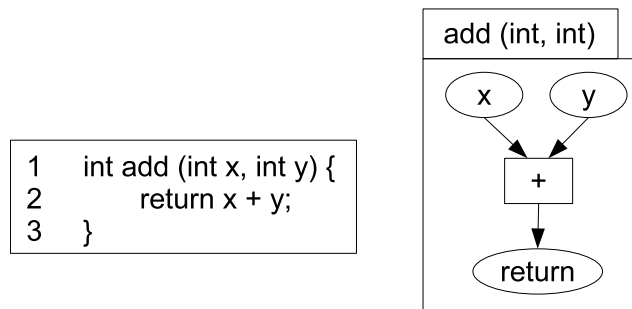 1 int add (int x, int y) {
2 return x + y;
3 }
add (int, int)
x y
+
return